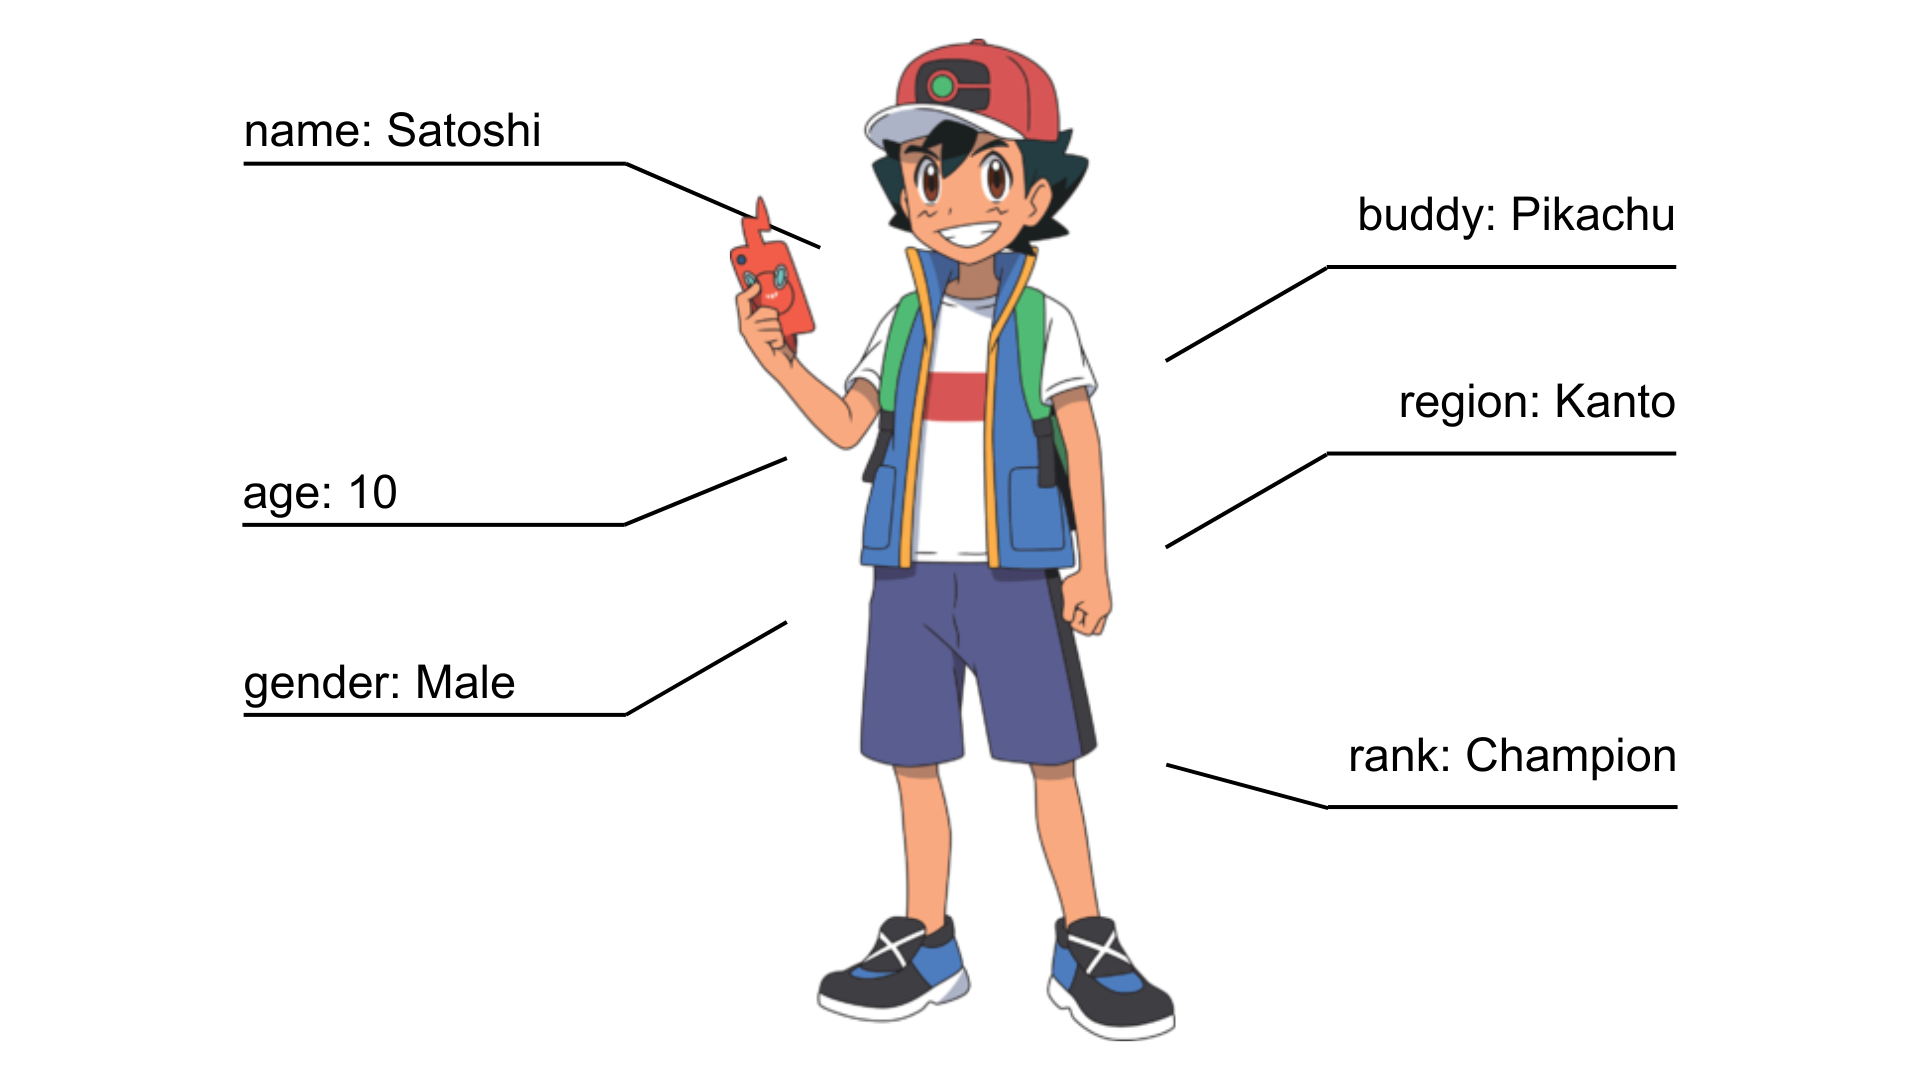 name: Satoshi
age: 10
gender: Male
buddy: Pikachu
region: Kanto
rank: Champion